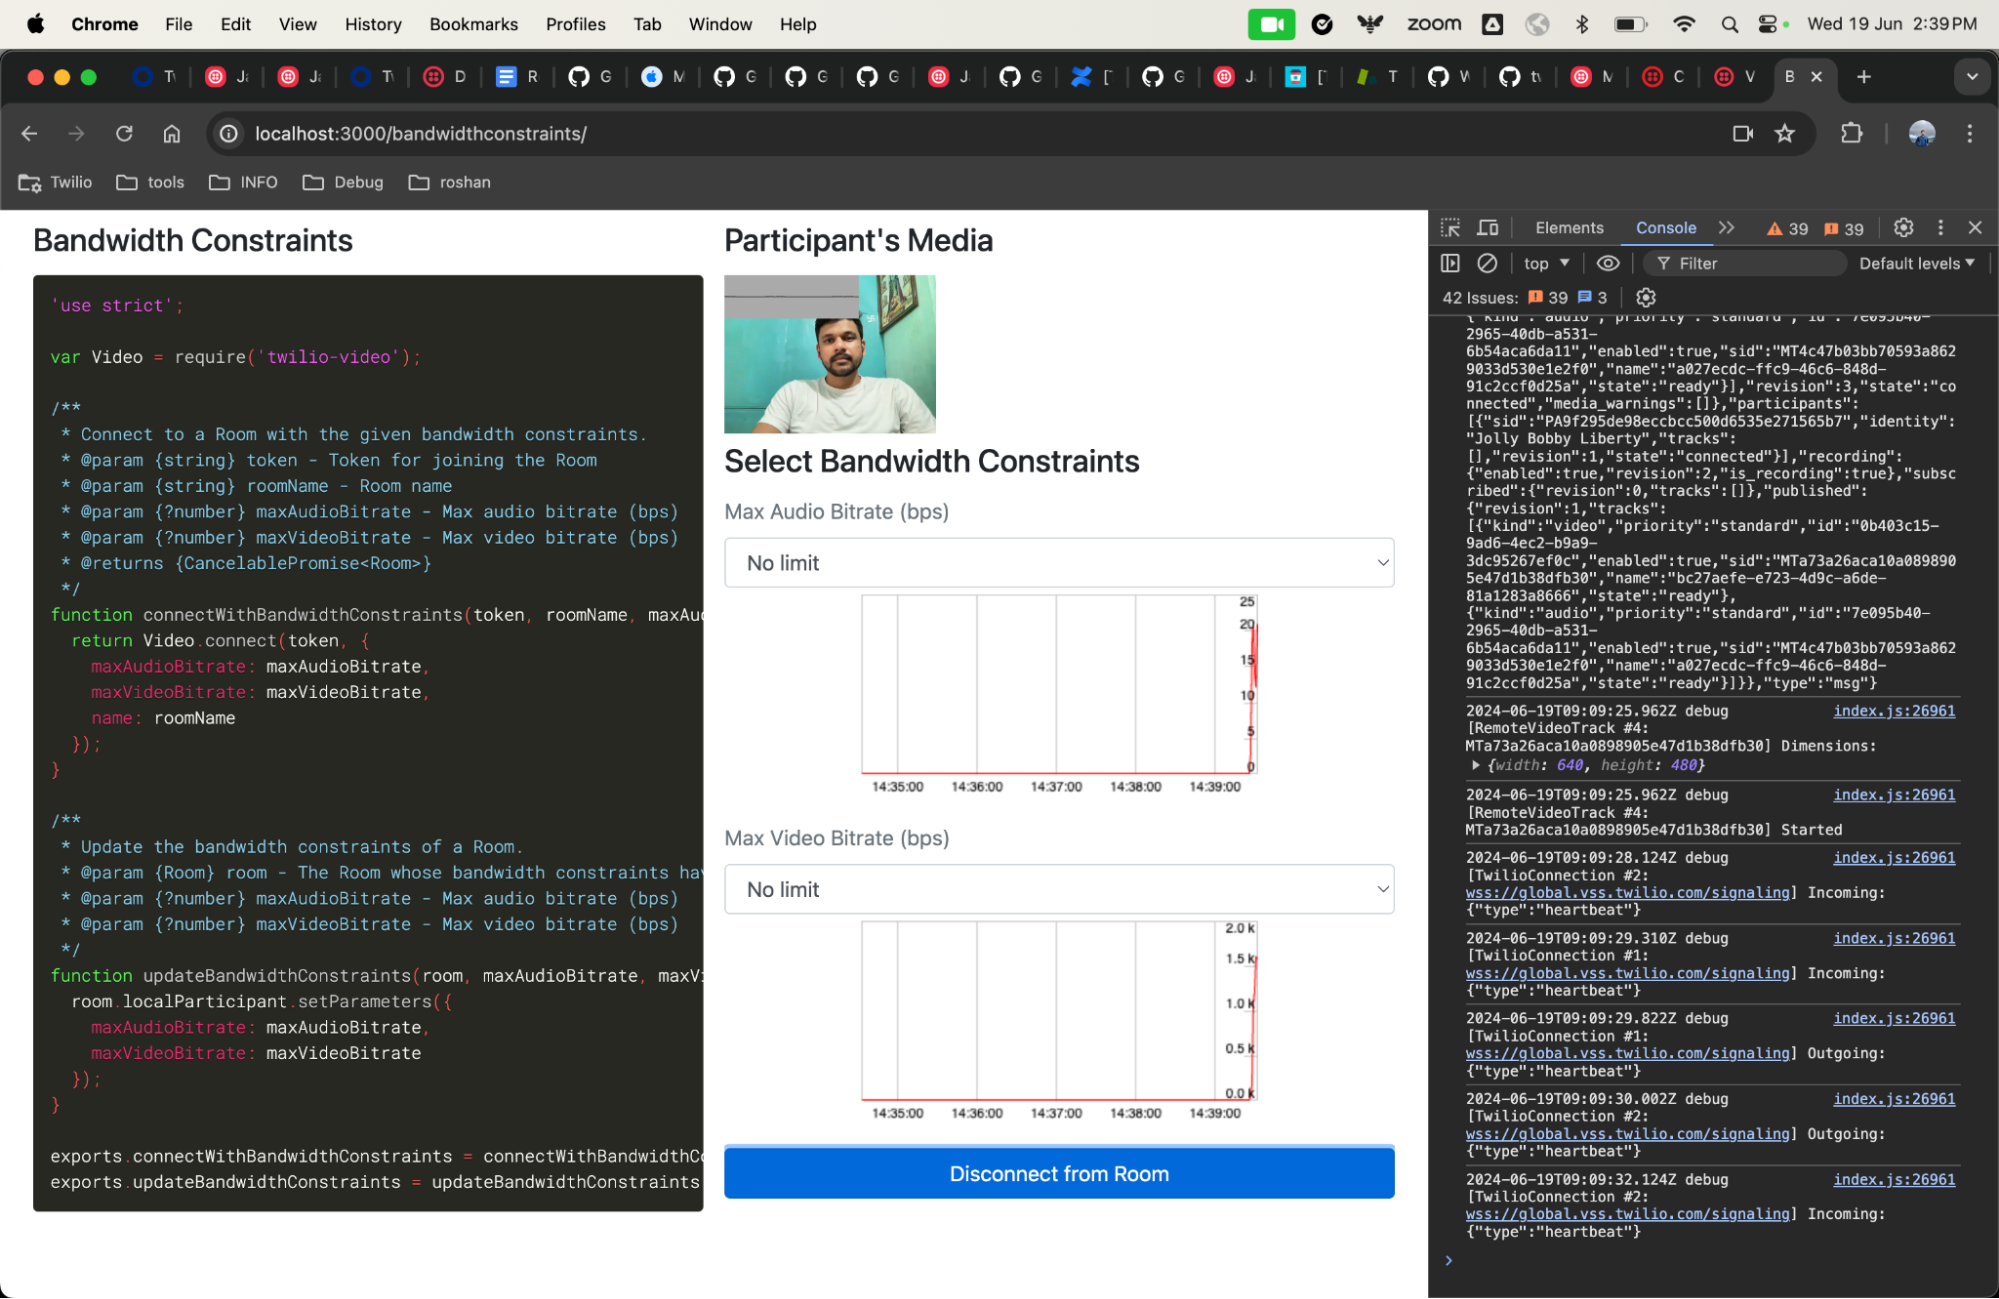 Chrome File Edit View History Bookmarks Profiles Tab Window Help zoom Wed 19 Jun 2:39 PM
D R G M G G G J G G J T M C V B
localhost:3000/bandwidthconstraints/
Twilio tools INFO Debug roshan
Bandwidth Constraints
'use strict';
var Video = require('twilio-video');
/**
* Connect to a Room with the given bandwidth constraints.
* @param {string} token - Token for joining the Room
* @param {string} roomName - Room name
* @param {?number} maxAudioBitrate - Max audio bitrate (bps)
* @param {?number} maxVideoBitrate - Max video bitrate (bps)
* @returns {CancelablePromise<Room>}
*/
function connectWithBandwidthConstraints(token, roomName, maxAu
return Video.connect(token, {
maxAudioBitrate: maxAudioBitrate,
maxVideoBitrate: maxVideoBitrate,
name: roomName
});
}
/**
* Update the bandwidth constraints of a Room.
* @param {Room} room - The Room whose bandwidth constraints ha
* @param {?number} maxAudioBitrate - Max audio bitrate (bps)
* @param {?number} maxVideoBitrate - Max video bitrate (bps)
*/
function updateBandwidthConstraints(room, maxAudioBitrate, maxV
room.localParticipant.setParameters({
maxAudioBitrate: maxAudioBitrate,
maxVideoBitrate: maxVideoBitrate
});
}
exports.connectWithBandwidthConstraints = connectWithBandwidthC
exports.updateBandwidthConstraints = updateBandwidthConstraints
Participant's Media
Select Bandwidth Constraints
Max Audio Bitrate (bps)
No limit
25
20
15
10
5
0
14:35:00 14:36:00 14:37:00 14:38:00 14:39:00
Max Video Bitrate (bps)
No limit
2.0 k
1.5 k
1.0 k
0.5 k
0.0 k
14:35:00 14:36:00 14:37:00 14:38:00 14:39:00
Disconnect from Room
Elements Console 39 39
top Filter Default levels
42 Issues: 39 3
{"kind":"audio","priority":"standard","id":"7e095b40-
2965-40db-a531-
6b54aca6da11","enabled":true,"sid":"MT4c47b03bb70593a862
9033d530e1e2f0","name":"a027ecdc-ffc9-46c6-848d-
91c2ccf0d25a","state":"ready"}],"revision":3,"state":"co
nnected","media_warnings":[]},"participants":
[{"sid":"PA9f295de98eccbcc500d6535e271565b7","identity":
"Jolly Bobby Liberty","tracks":
[],"revision":1,"state":"connected"}],"recording":
{"enabled":true,"revision":2,"is_recording":true},"subsc
ribed":{"revision":0,"tracks":[]},"published":
{"revision":1,"tracks":
[{"kind":"video","priority":"standard","id":"0b403c15-
9ad6-4ec2-b9a9-
3dc95267ef0c","enabled":true,"sid":"MTa73a26aca10a089890
5e47d1b38dfb30","name":"bc27aefe-e723-4d9c-a6de-
81a1283a8666","state":"ready"},
{"kind":"audio","priority":"standard","id":"7e095b40-
2965-40db-a531-
6b54aca6da11","enabled":true,"sid":"MT4c47b03bb70593a862
9033d530e1e2f0","name":"a027ecdc-ffc9-46c6-848d-
91c2ccf0d25a","state":"ready"}]}},"type":"msg"}
2024-06-19T09:09:25.962Z debug index.js:26961
[RemoteVideoTrack #4:
MTa73a26aca10a0898905e47d1b38dfb30] Dimensions:
{width: 640, height: 480}
2024-06-19T09:09:25.962Z debug index.js:26961
[RemoteVideoTrack #4:
MTa73a26aca10a0898905e47d1b38dfb30] Started
2024-06-19T09:09:28.124Z debug index.js:26961
[TwilioConnection #2:
wss://global.vss.twilio.com/signaling] Incoming:
{"type":"heartbeat"}
2024-06-19T09:09:29.310Z debug index.js:26961
[TwilioConnection #1:
wss://global.vss.twilio.com/signaling] Incoming:
{"type":"heartbeat"}
2024-06-19T09:09:29.822Z debug index.js:26961
[TwilioConnection #1:
wss://global.vss.twilio.com/signaling] Outgoing:
{"type":"heartbeat"}
2024-06-19T09:09:30.002Z debug index.js:26961
[TwilioConnection #2:
wss://global.vss.twilio.com/signaling] Outgoing:
{"type":"heartbeat"}
2024-06-19T09:09:32.124Z debug index.js:26961
[TwilioConnection #2:
wss://global.vss.twilio.com/signaling] Incoming:
{"type":"heartbeat"}